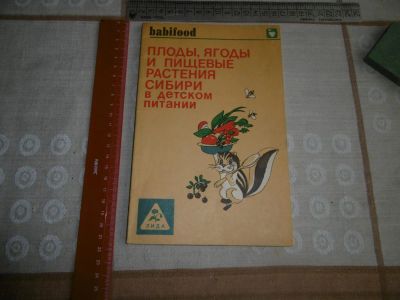 babifood
ПЛОДЫ, ЯГОДЫ
И ПИЩЕВЫЕ
РАСТЕНИЯ
СИБИРИ
В ДЕТСКОМ
ПИТАНИИ
ЛИДА